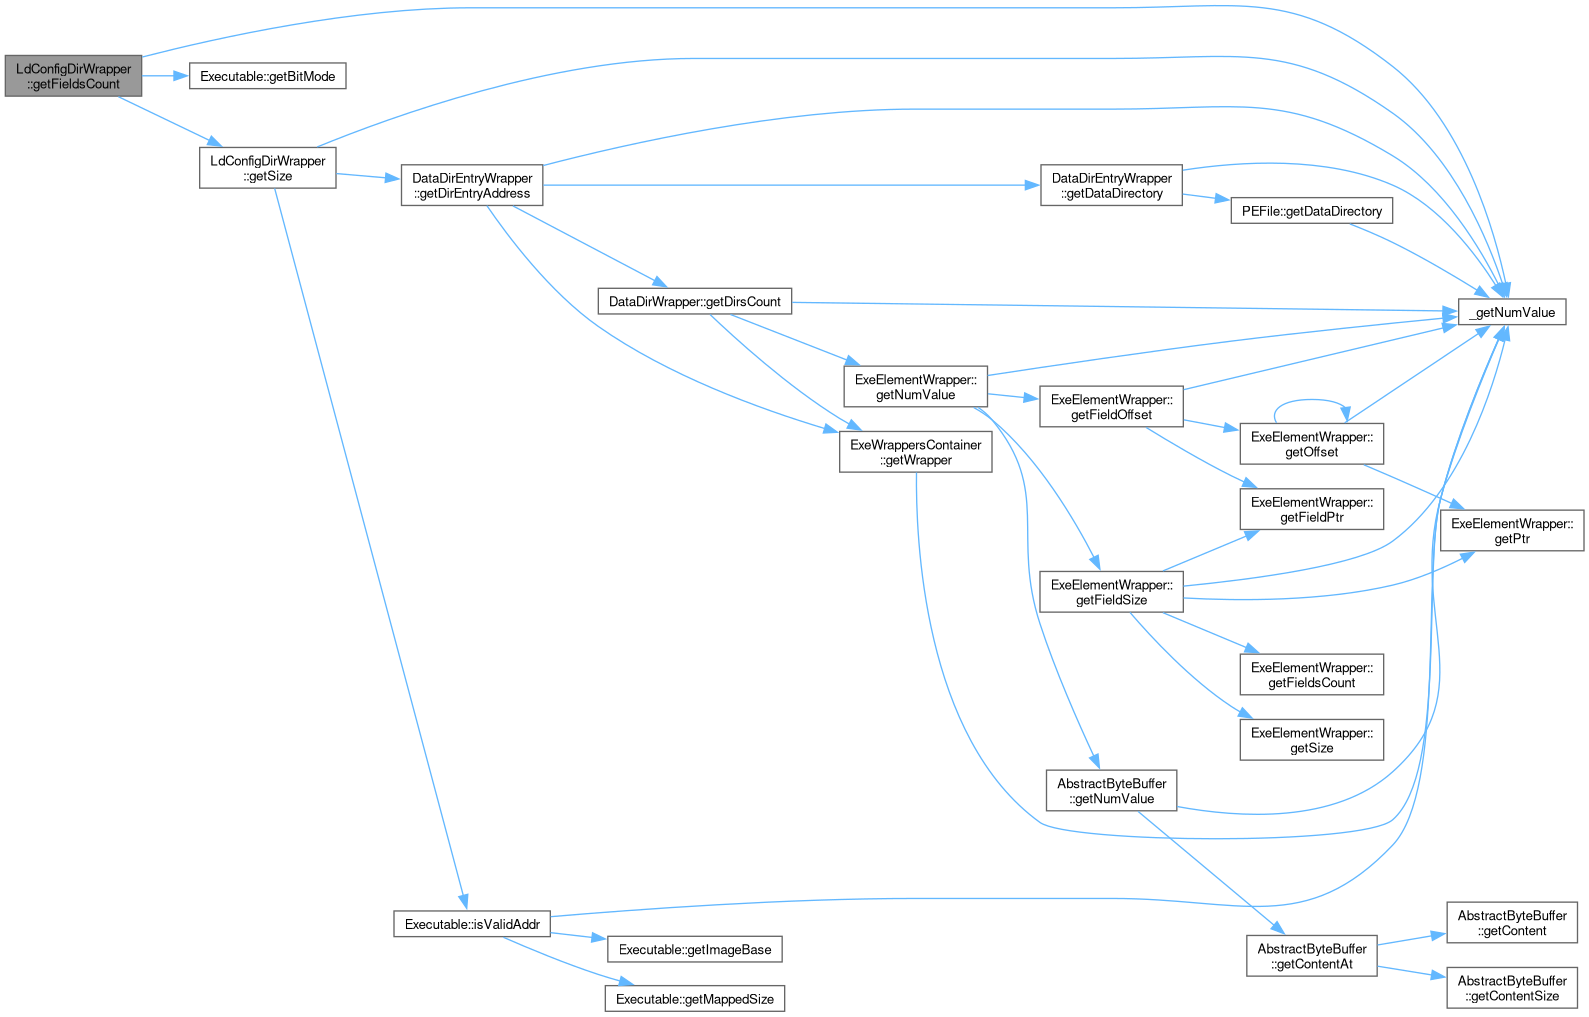 LdConfigDirWrapper
::getFieldsCount
Executable::getBitMode
LdConfigDirWrapper
::getSize
DataDirEntryWrapper
::getDirEntryAddress
DataDirEntryWrapper
::getDataDirectory
PEFile::getDataDirectory
DataDirWrapper::getDirsCount
_getNumValue
ExeElementWrapper::
getNumValue
ExeElementWrapper::
getFieldOffset
ExeWrappersContainer
::getWrapper
ExeElementWrapper::
getOffset
ExeElementWrapper::
getFieldPtr
ExeElementWrapper::
getPtr
ExeElementWrapper::
getFieldSize
ExeElementWrapper::
getFieldsCount
ExeElementWrapper::
getSize
AbstractByteBuffer
::getNumValue
Executable::isValidAddr
Executable::getImageBase
Executable::getMappedSize
AbstractByteBuffer
::getContentAt
AbstractByteBuffer
::getContent
AbstractByteBuffer
::getContentSize